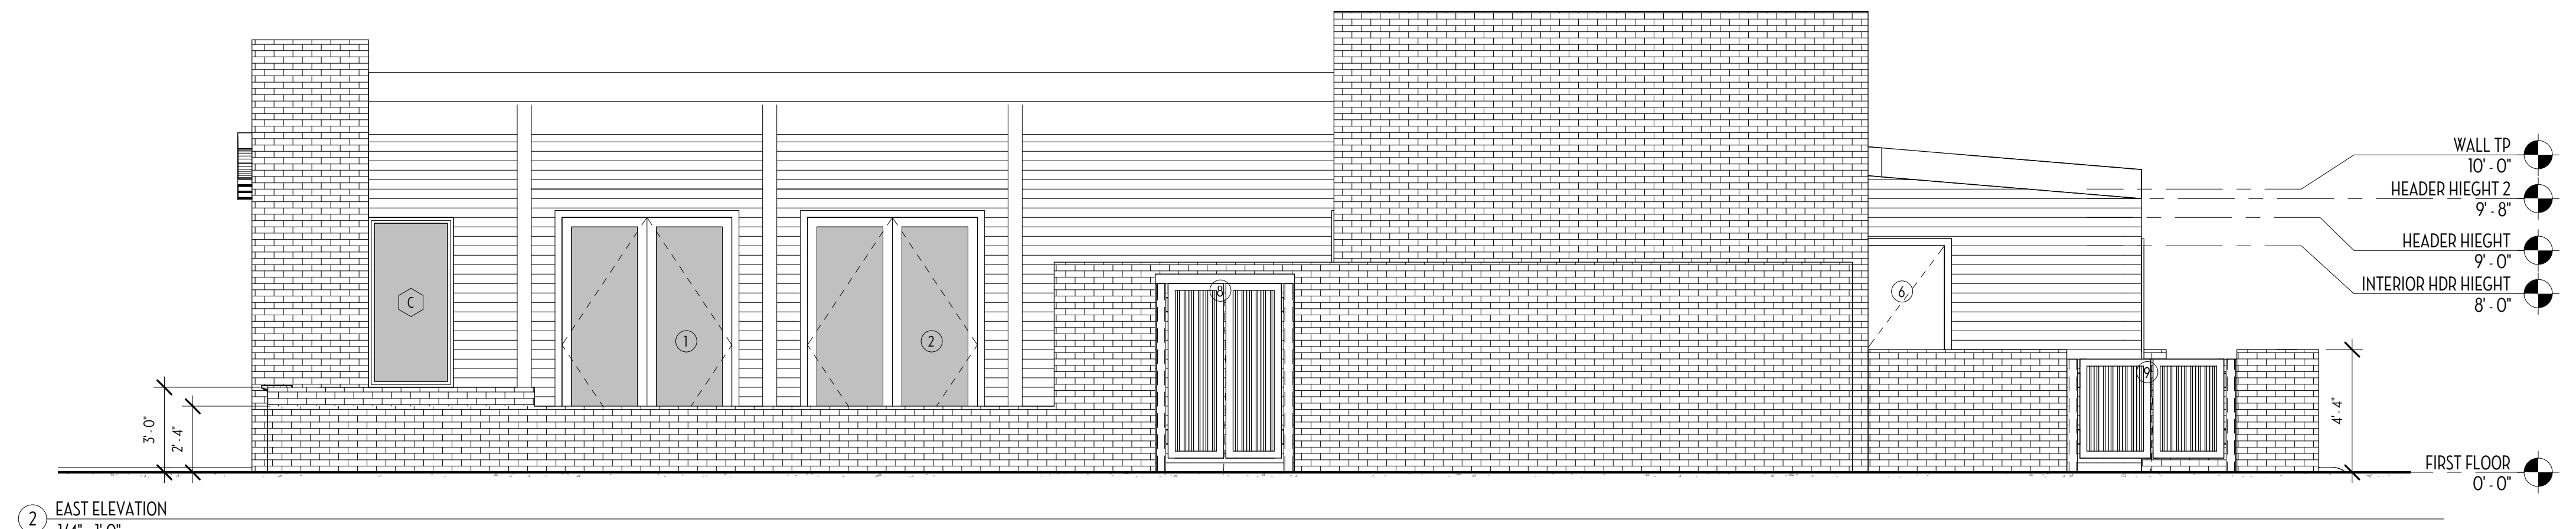 WALL TP
10' - 0"
HEADER HIEGHT 2
9' - 8"
HEADER HIEGHT
9' - 0"
INTERIOR HDR HIEGHT
8' - 0"
C
8
6
1
2
9
3' - 0"
2' - 4"
4' - 4"
FIRST FLOOR
0' - 0"
2
EAST ELEVATION